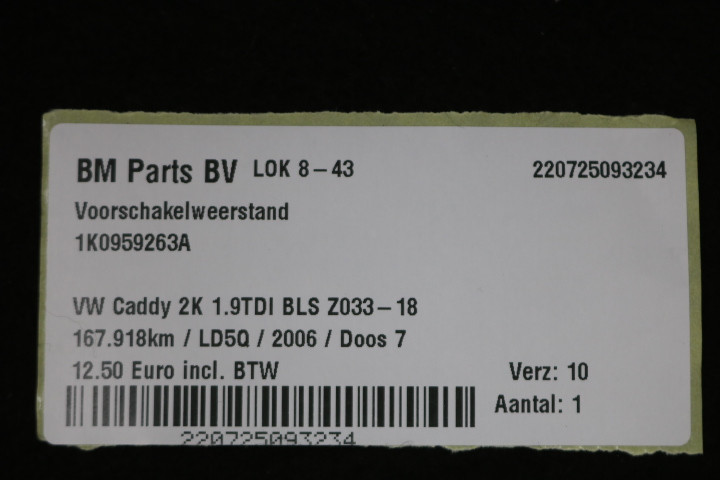 BM Parts BV LOK 8-43 220725093234
Voorschakelweerstand
1K0959263A
VW Caddy 2K 1.9TDI BLS Z033-18
167.918km / LD5Q / 2006 / Doos 7
12.50 Euro incl. BTW Verz: 10
Aantal: 1
220725093234